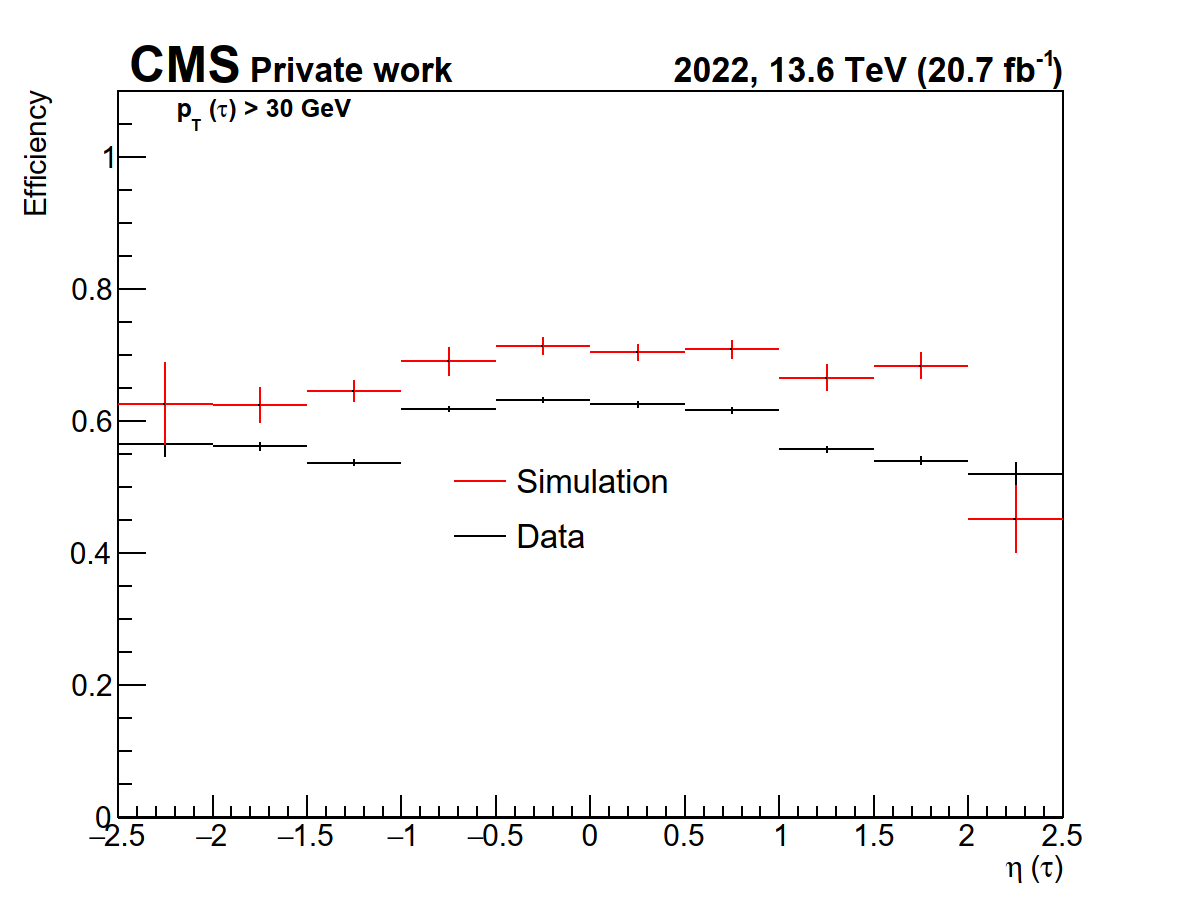 CMS Private work
2022, 13.6 TeV (20.7 fb⁻¹)
p_T (τ) > 30 GeV
Efficiency
1
0.8
0.6
0.4
0.2
0
Simulation
Data
−2.5 −2 −1.5 −1 −0.5 0 0.5 1 1.5 2 2.5
η (τ)